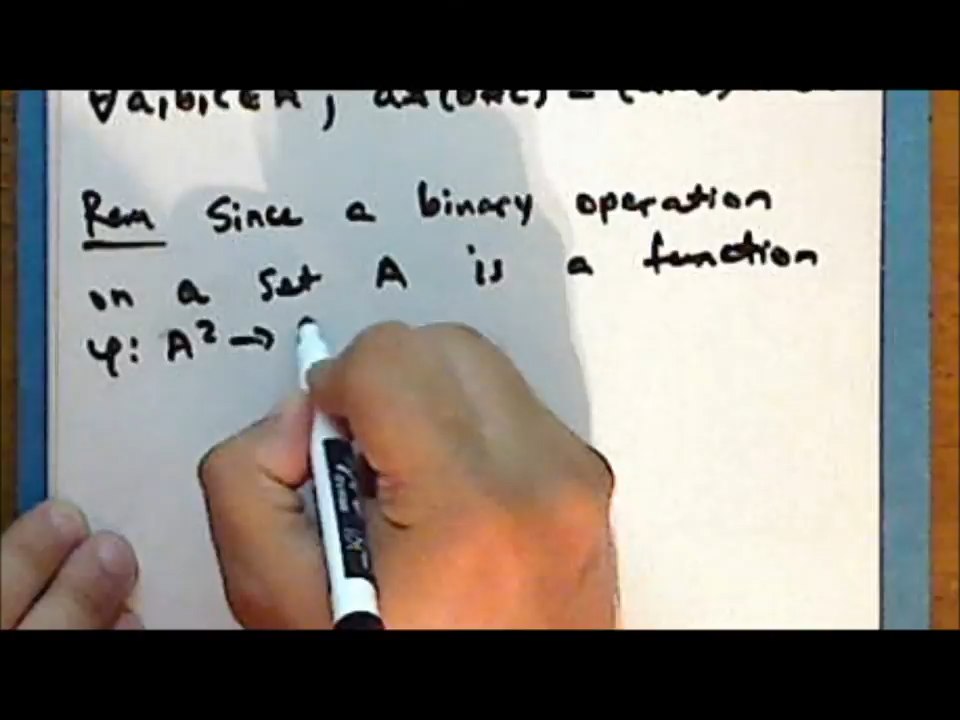 ∀ a,b,c ∈ A ,
Rem Since a binary operation
on a set A is a function
φ: A² →